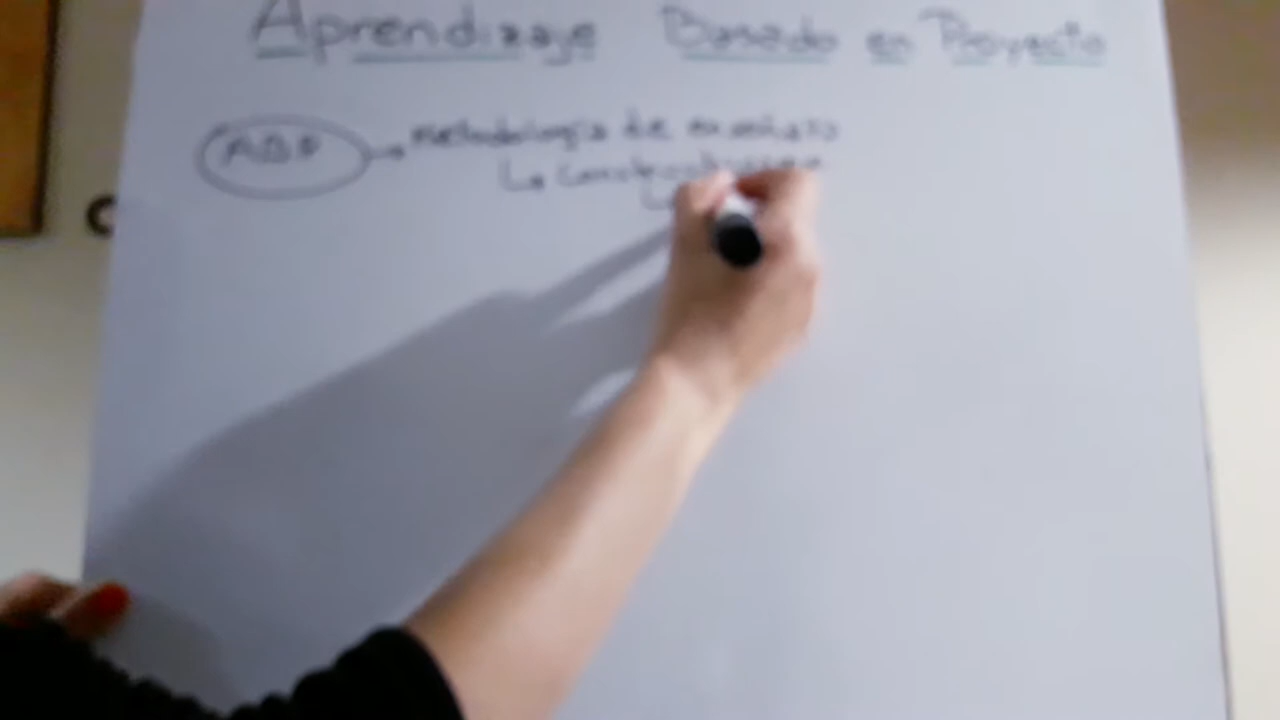 Aprendizaje Basado en Proyecto
ABP → metodología de enseñanza